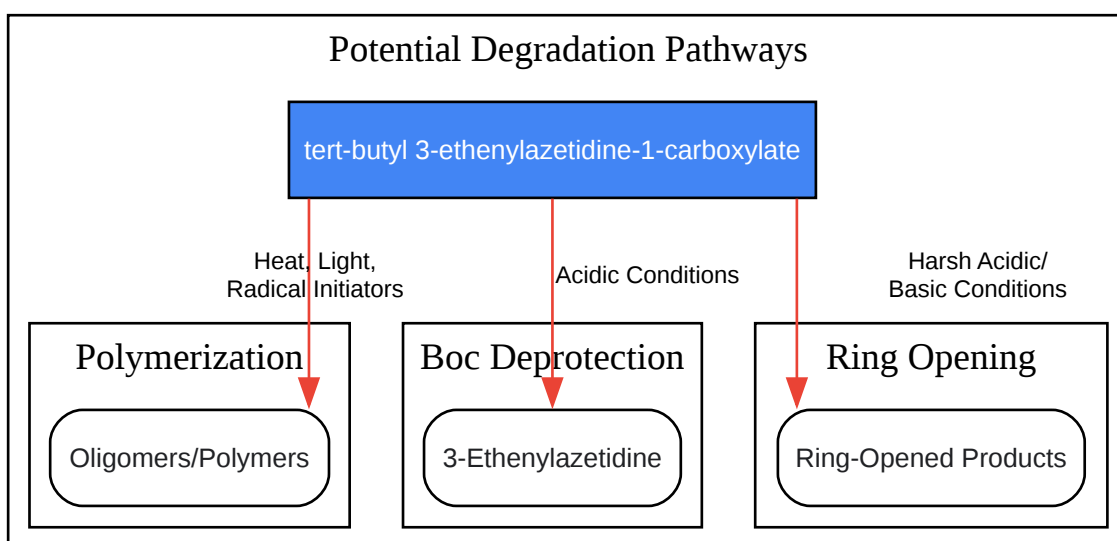 Potential Degradation Pathways
tert-butyl 3-ethenylazetidine-1-carboxylate
Heat, Light,
Radical Initiators
Acidic Conditions
Harsh Acidic/
Basic Conditions
Polymerization
Boc Deprotection
Ring Opening
Oligomers/Polymers
3-Ethenylazetidine
Ring-Opened Products